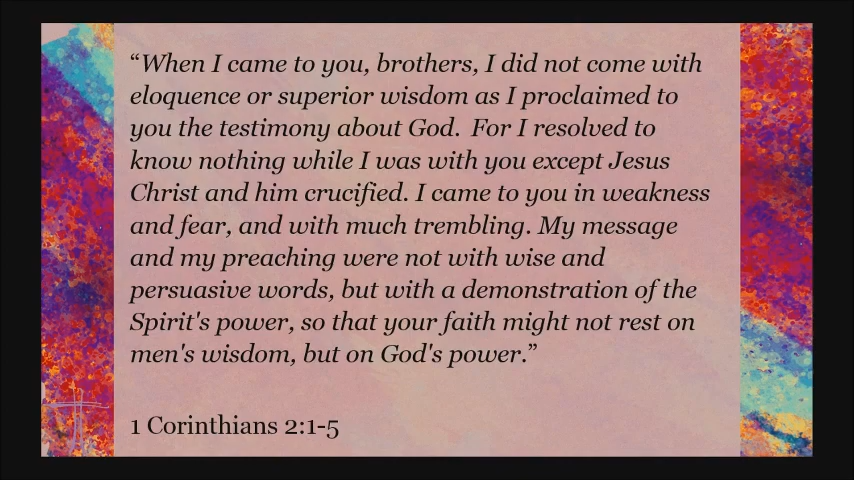 “When I came to you, brothers, I did not come with
eloquence or superior wisdom as I proclaimed to
you the testimony about God.  For I resolved to
know nothing while I was with you except Jesus
Christ and him crucified. I came to you in weakness
and fear, and with much trembling. My message
and my preaching were not with wise and
persuasive words, but with a demonstration of the
Spirit's power, so that your faith might not rest on
men's wisdom, but on God's power.”
1 Corinthians 2:1-5